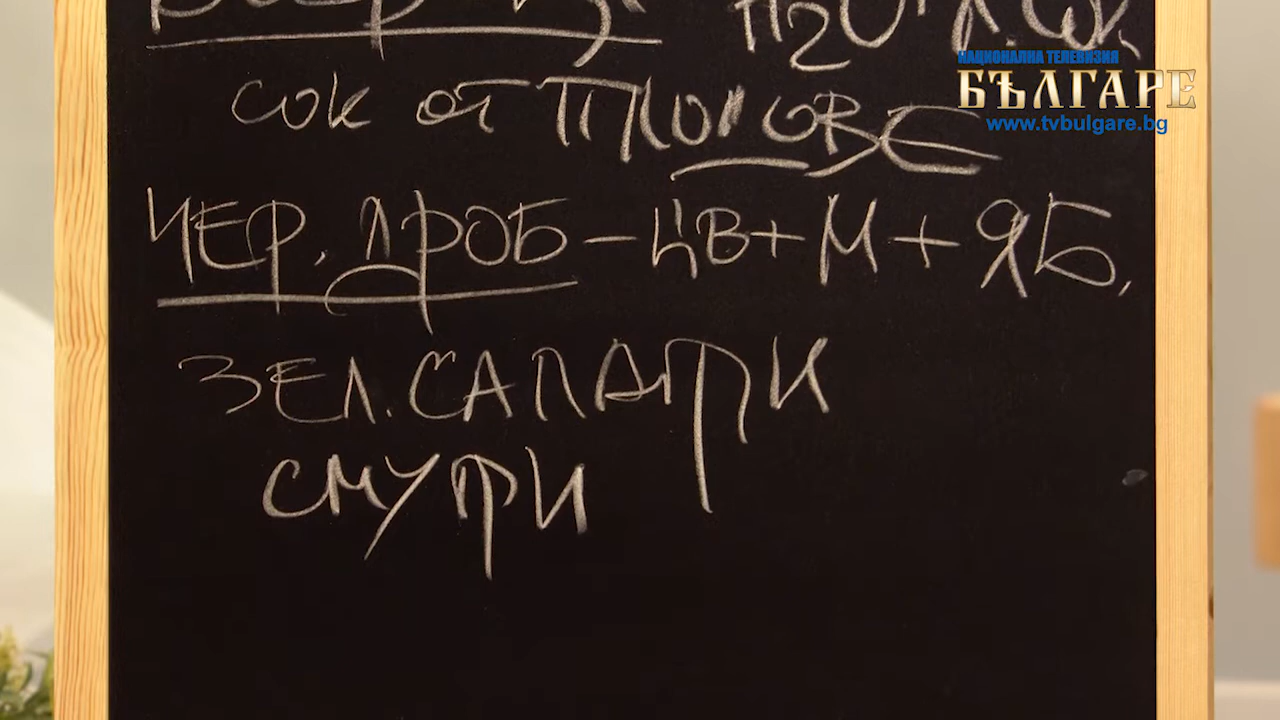 H2O + Л. СОК
НАЦИОНАЛНА ТЕЛЕВИЗИЯ
БЪЛГАРЕ
www.tvbulgare.bg
СОК ОТ ПЛОДОВЕ
ЧЕР. ДРОБ – ЦВ + М + ЯБ.
ЗЕЛ. САЛАТИ
СМУТИ